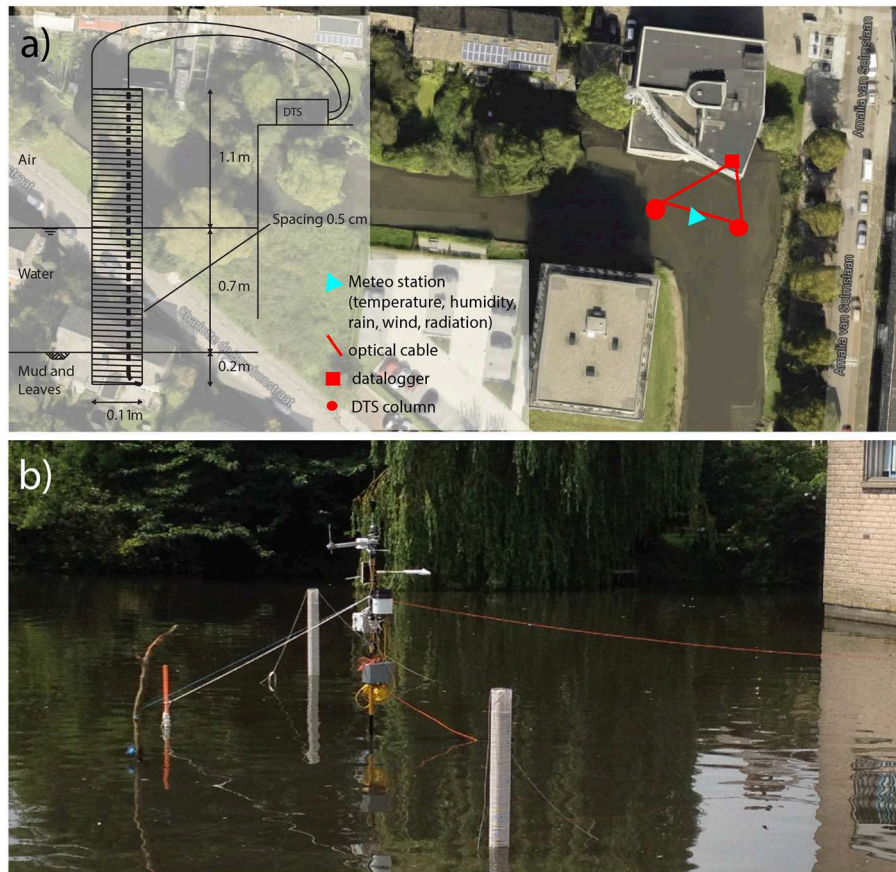 a)
DTS
Air
1.1m
Spacing 0.5 cm
Water
0.7m
Meteo station
(temperature, humidity,
rain, wind, radiation)
optical cable
Mud and
Leaves
0.2m
datalogger
0.11m
DTS column
Amalia van Solmslaan
Amalia van Solmslaan
b)